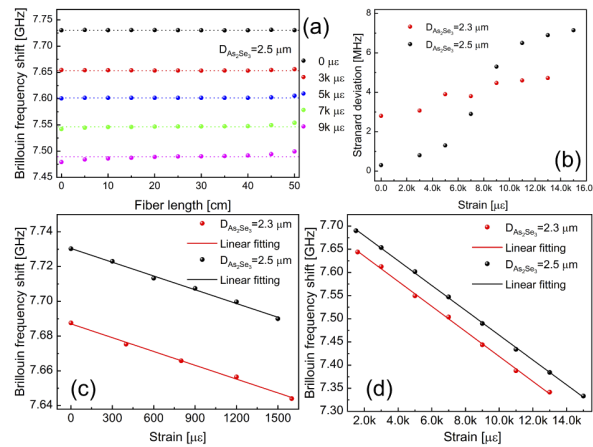 (a)
D_As2Se3=2.5 μm
0 με
3k με
5k με
7k με
9k με
7.75
7.70
7.65
7.60
7.55
7.50
7.45
Brillouin frequency shift [GHz]
0
10
20
30
40
50
Fiber length [cm]
D_As2Se3=2.3 μm
D_As2Se3=2.5 μm
8
6
4
2
0
Stranard deviation [MHz]
(b)
0.0
2.0k
4.0k
6.0k
8.0k
10.0k
12.0k
14.0k
16.0k
Strain [με]
D_As2Se3=2.3 μm
Linear fitting
D_As2Se3=2.5 μm
Linear fitting
7.76
7.74
7.72
7.70
7.68
7.66
7.64
Brillouin frequency shift [GHz]
(c)
0
300
600
900
1200
1500
Strain [με]
D_As2Se3=2.3 μm
Linear fitting
D_As2Se3=2.5 μm
Linear fitting
7.70
7.65
7.60
7.55
7.50
7.45
7.40
7.35
7.30
Brillouin frequency shift [GHz]
(d)
2.0k
4.0k
6.0k
8.0k
10.0k
12.0k
14.0k
Strain [με]